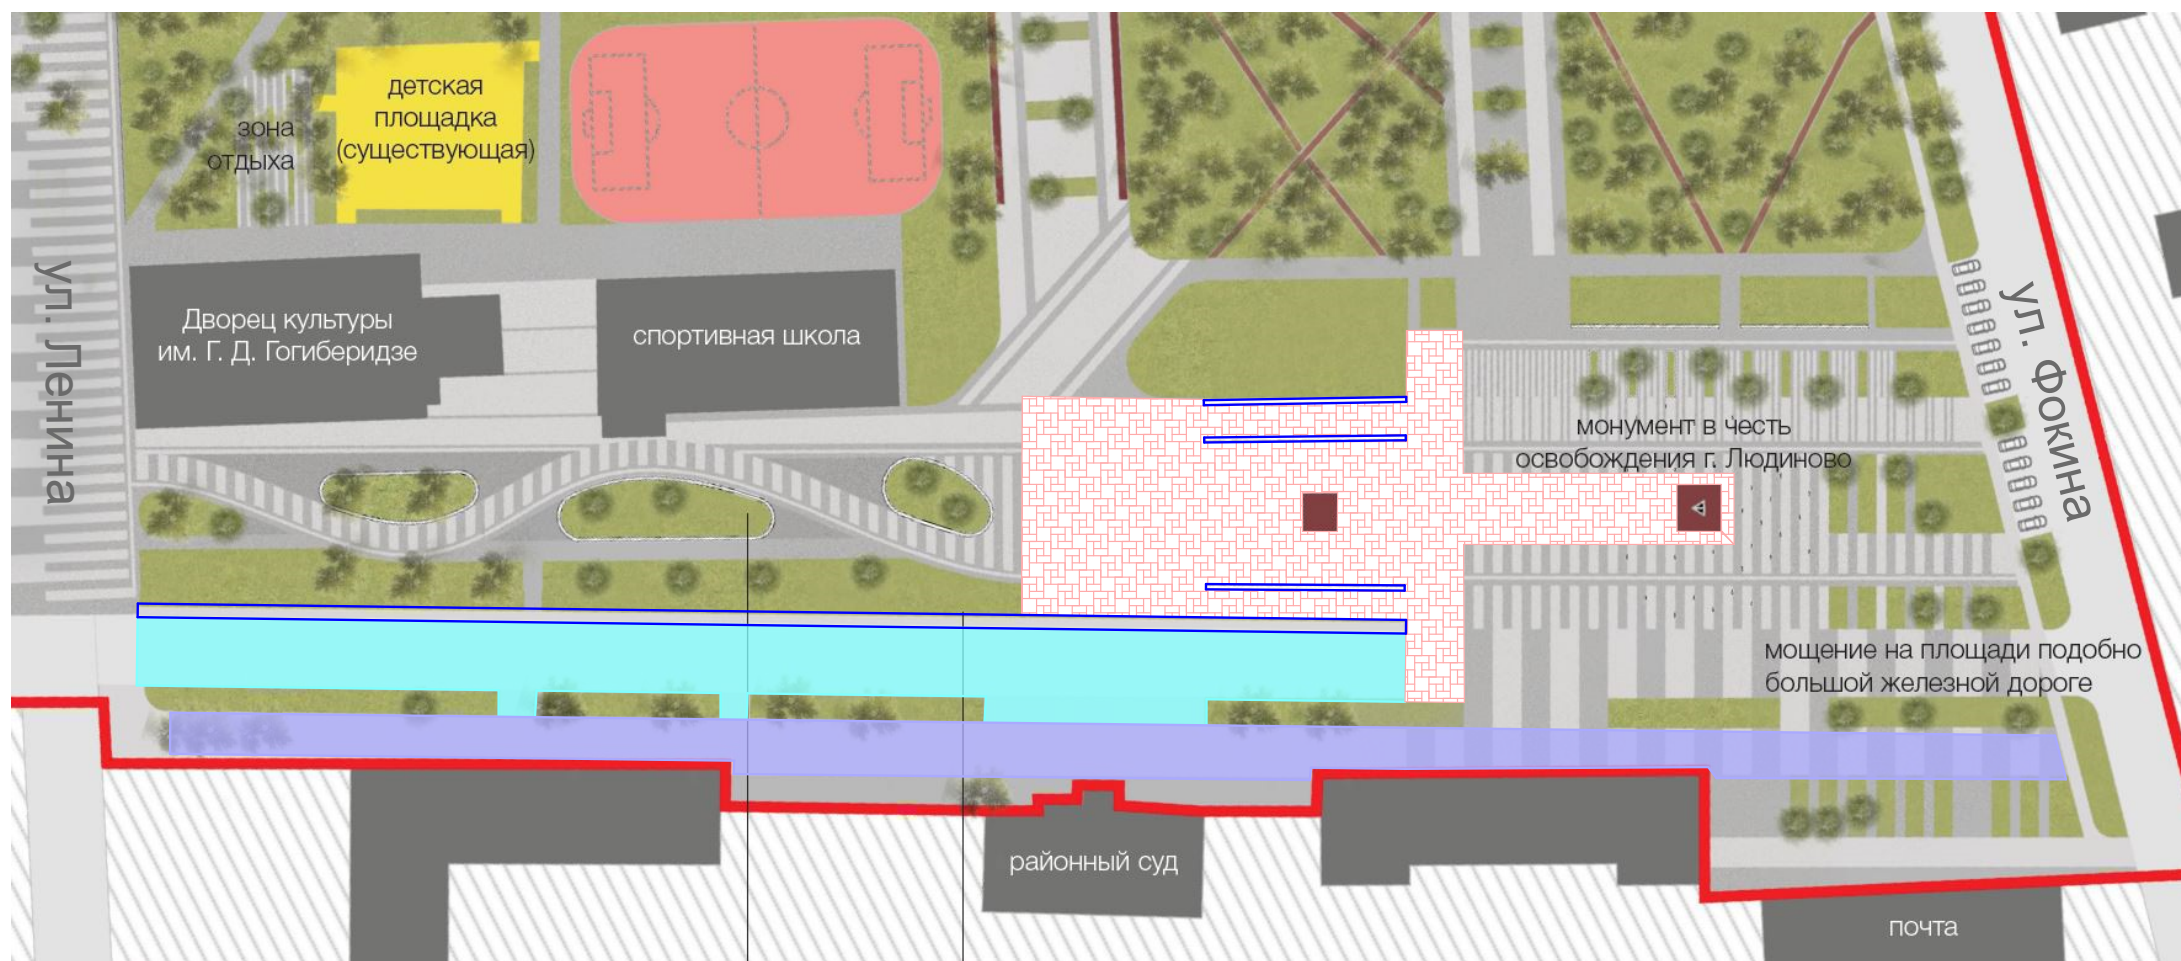 детская
площадка
(существующая)
зона
отдыха
ул. Ленина
Дворец культуры
им. Г. Д. Гогиберидзе
спортивная школа
ул. Фокина
монумент в честь
освобождения г. Людиново
мощение на площади подобно
большой железной дороге
районный суд
почта